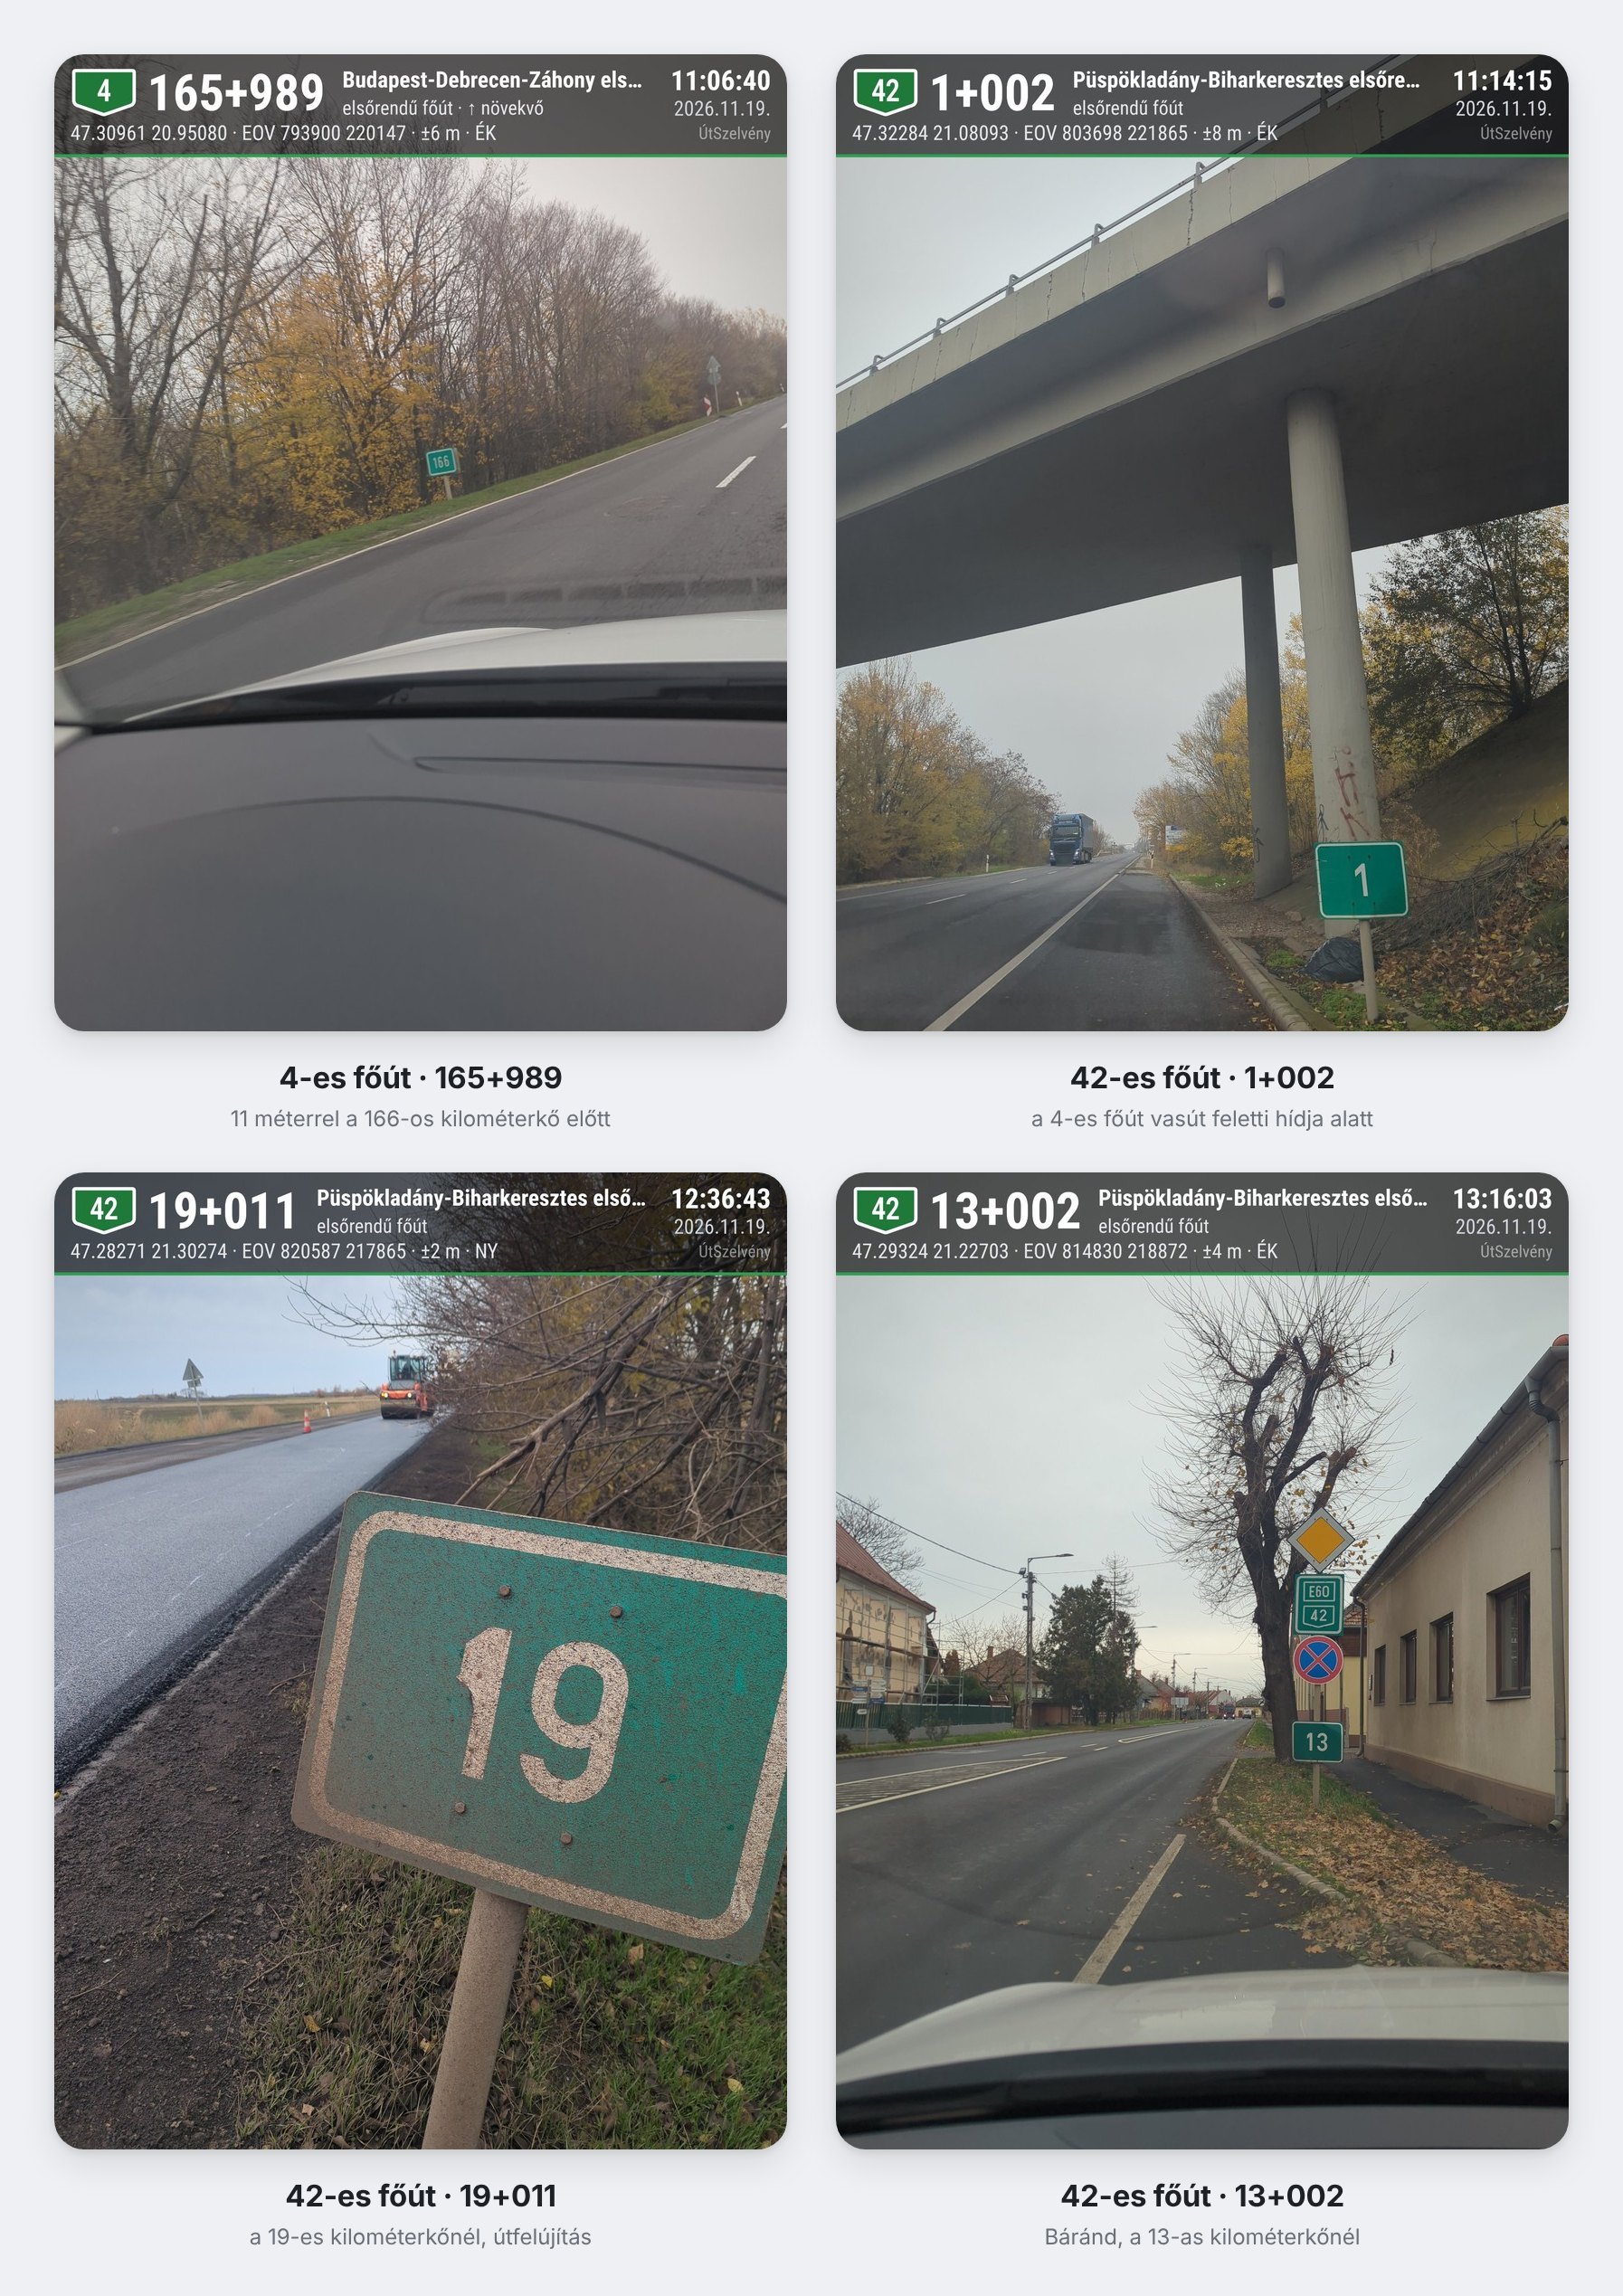 4
165+989
Budapest-Debrecen-Záhony els…
elsőrendű főút · ↑ növekvő
47.30961 20.95080 · EOV 793900 220147 · ±6 m · ÉK
11:06:40
2026.11.19.
ÚtSzelvény
166
4-es főút · 165+989
11 méterrel a 166-os kilométerkő előtt
42
1+002
Püspökladány-Biharkeresztes elsőre…
elsőrendű főút
47.32284 21.08093 · EOV 803698 221865 · ±8 m · ÉK
11:14:15
2026.11.19.
ÚtSzelvény
1
42-es főút · 1+002
a 4-es főút vasút feletti hídja alatt
42
19+011
Püspökladány-Biharkeresztes első…
elsőrendű főút
47.28271 21.30274 · EOV 820587 217865 · ±2 m · NY
12:36:43
2026.11.19.
ÚtSzelvény
19
42-es főút · 19+011
a 19-es kilométerkőnél, útfelújítás
42
13+002
Püspökladány-Biharkeresztes első…
elsőrendű főút
47.29324 21.22703 · EOV 814830 218872 · ±4 m · ÉK
13:16:03
2026.11.19.
ÚtSzelvény
E60
42
13
42-es főút · 13+002
Báránd, a 13-as kilométerkőnél